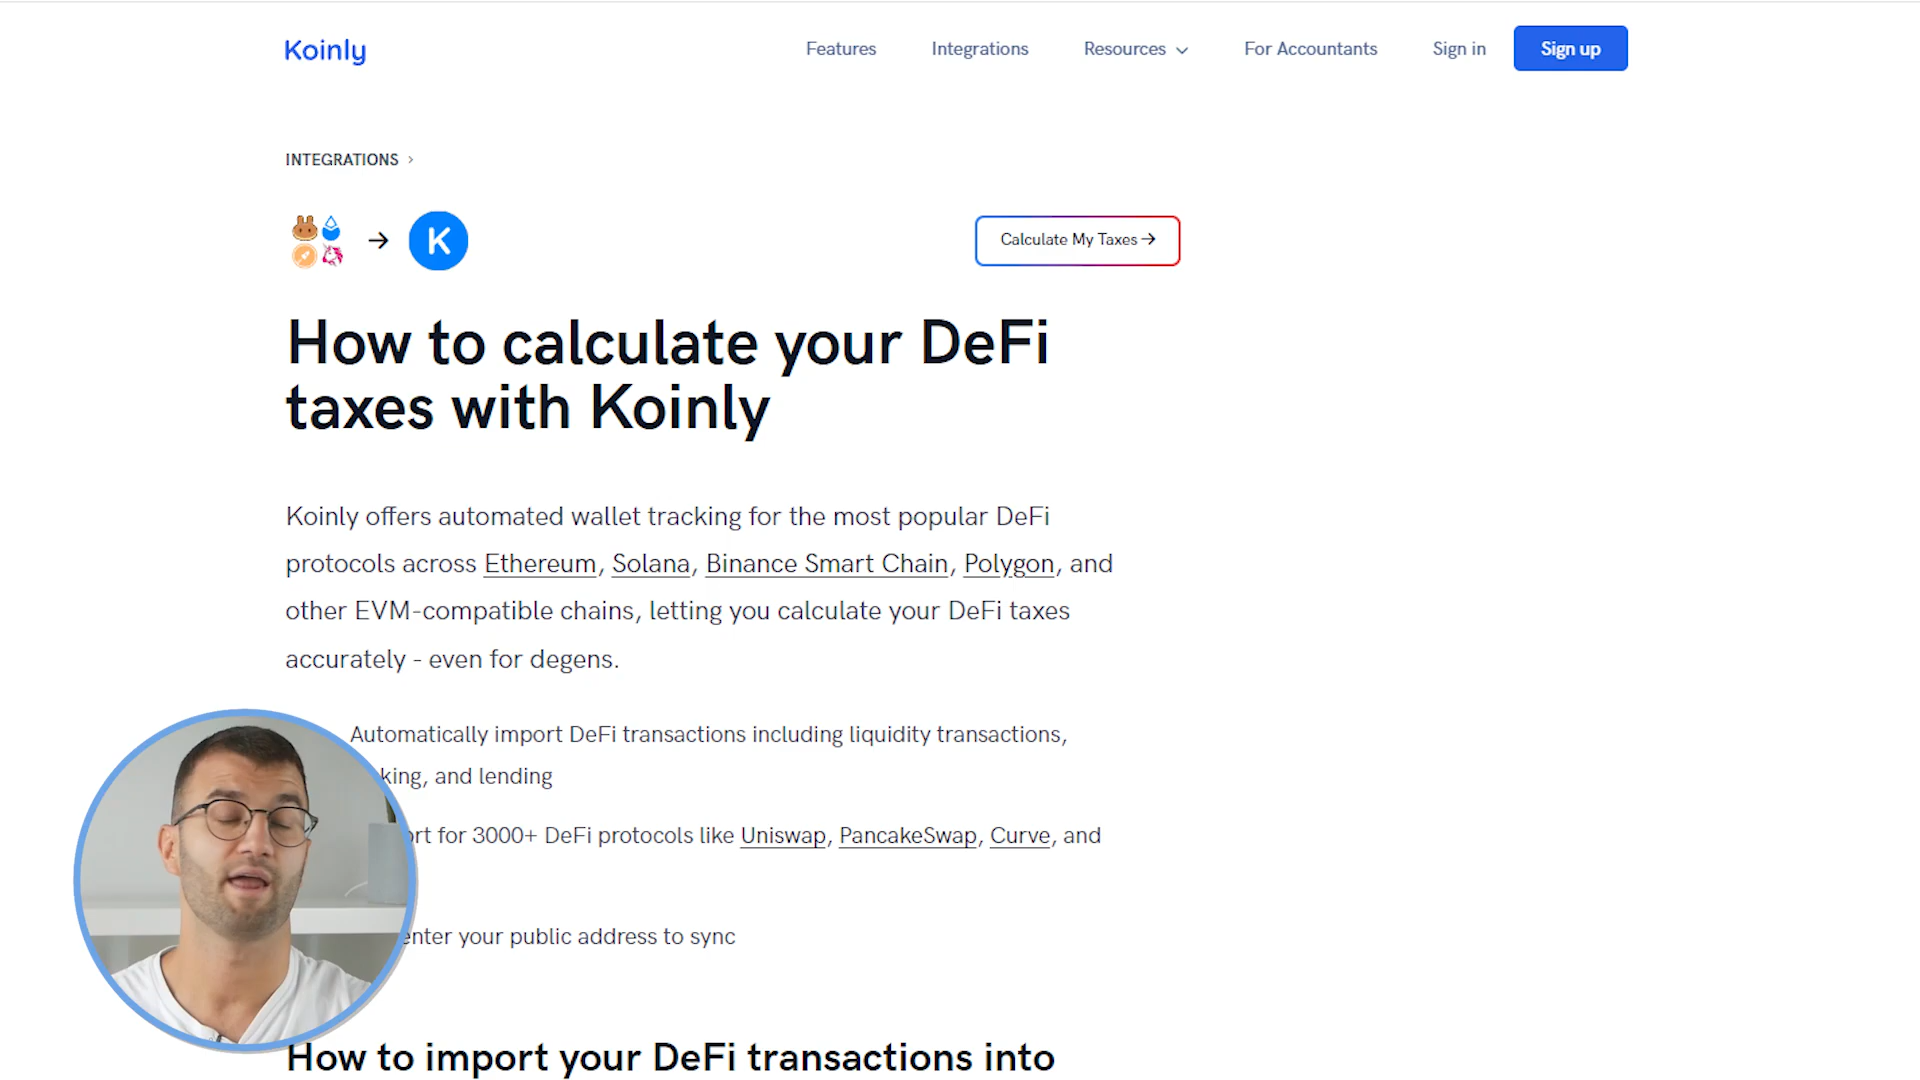 Koinly
Features
Integrations
Resources
For Accountants
Sign in
Sign up
INTEGRATIONS >
K
Calculate My Taxes →
How to calculate your DeFi
taxes with Koinly
Koinly offers automated wallet tracking for the most popular DeFi
protocols across Ethereum, Solana, Binance Smart Chain, Polygon, and
other EVM-compatible chains, letting you calculate your DeFi taxes
accurately - even for degens.
Automatically import DeFi transactions including liquidity transactions,
and lending
for 3000+ DeFi protocols like Uniswap, PancakeSwap, Curve, and
enter your public address to sync
How to import your DeFi transactions into